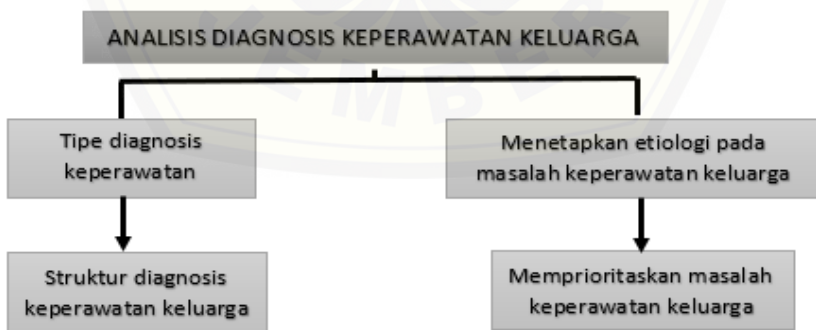 ANALISIS DIAGNOSIS KEPERAWATAN KELUARGA
Tipe diagnosis
keperawatan
Menetapkan etiologi pada
masalah keperawatan keluarga
Struktur diagnosis
keperawatan keluarga
Memprioritaskan masalah
keperawatan keluarga